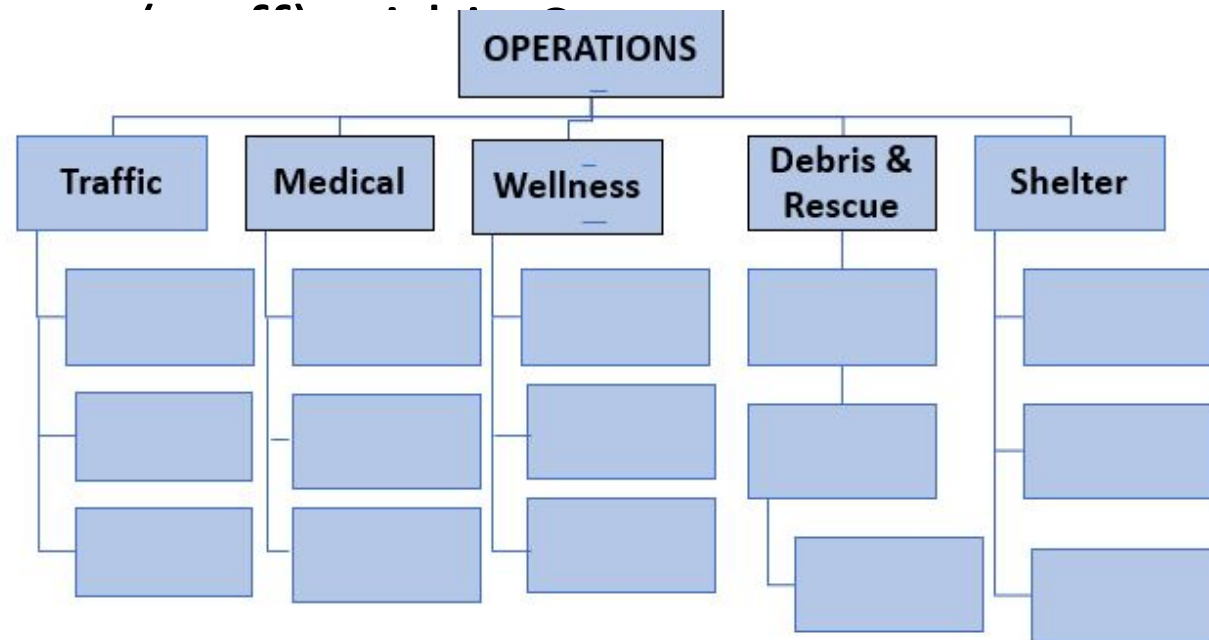 OPERATIONS
Traffic
Medical
Wellness
Debris &
Rescue
Shelter